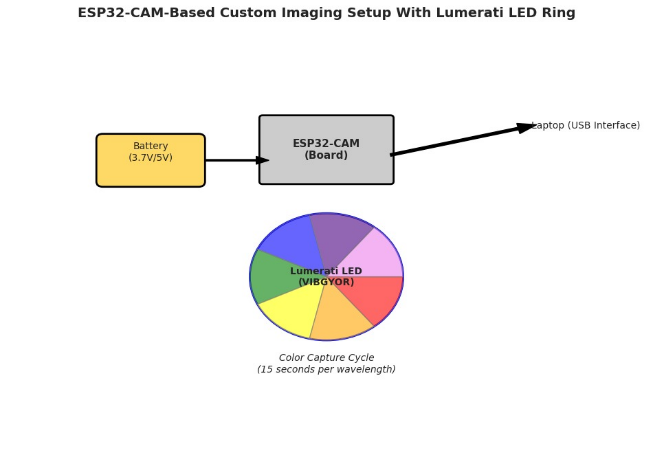 ESP32-CAM-Based Custom Imaging Setup With Lumerati LED Ring
Battery
(3.7V/5V)
ESP32-CAM
(Board)
Laptop (USB Interface)
Lumerati LED
(VIBGYOR)
Color Capture Cycle
(15 seconds per wavelength)